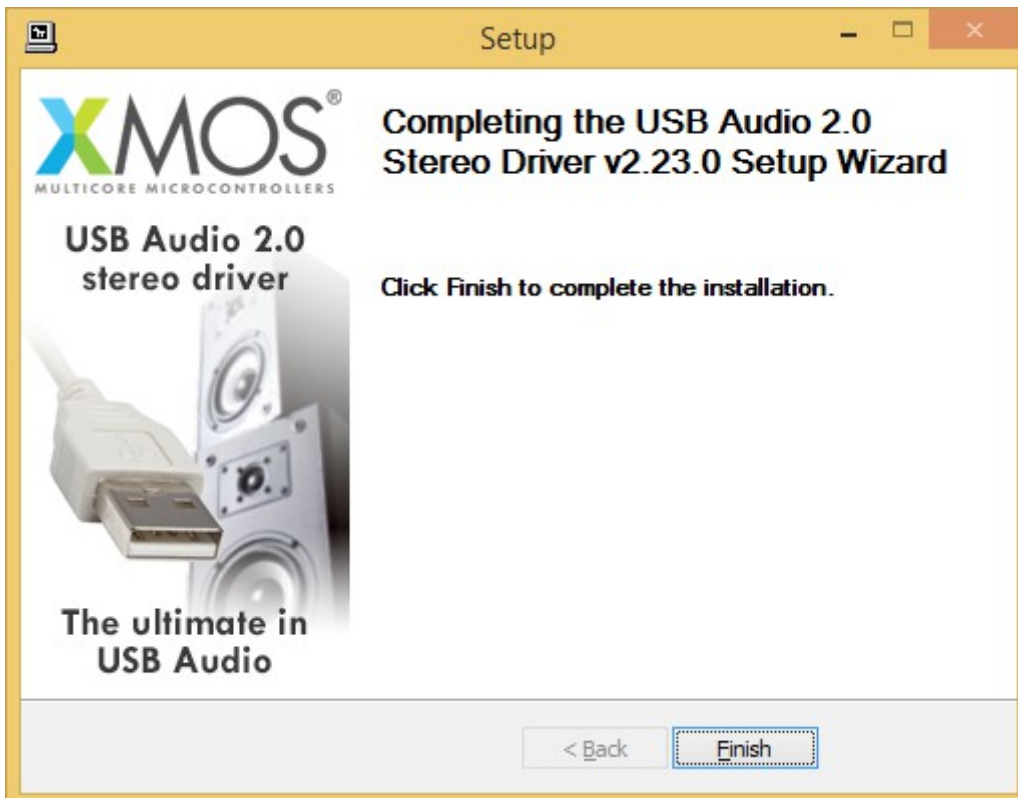 Setup
XMOS®
MULTICORE MICROCONTROLLERS
USB Audio 2.0
stereo driver
The ultimate in
USB Audio
Completing the USB Audio 2.0
Stereo Driver v2.23.0 Setup Wizard
Click Finish to complete the installation.
< Back
Finish